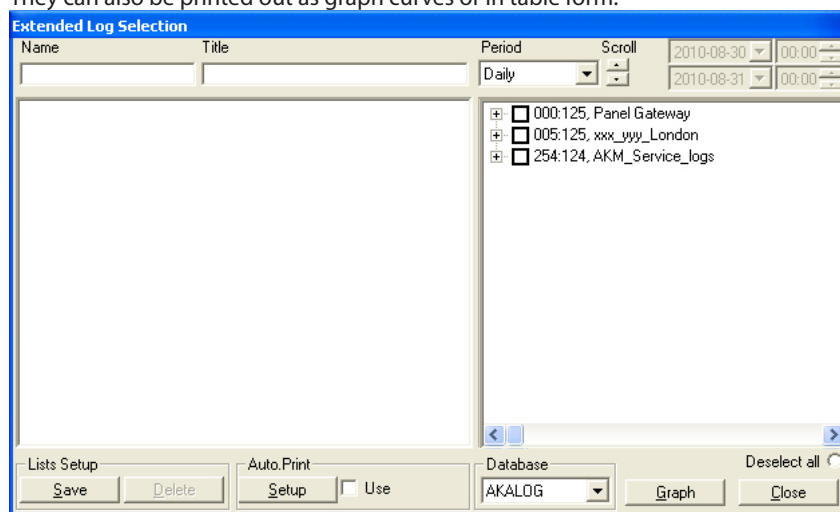 They can also be printed out as graph curves or in table form.
Extended Log Selection
Name Title Period Scroll
2010-08-30 00:00
Daily
2010-08-31 00:00
000:125, Panel Gateway
005:125, xxx_yyy_London
254:124, AKM_Service_logs
Lists Setup Auto.Print Database Deselect all
Save Delete Setup Use AKALOG Graph Close